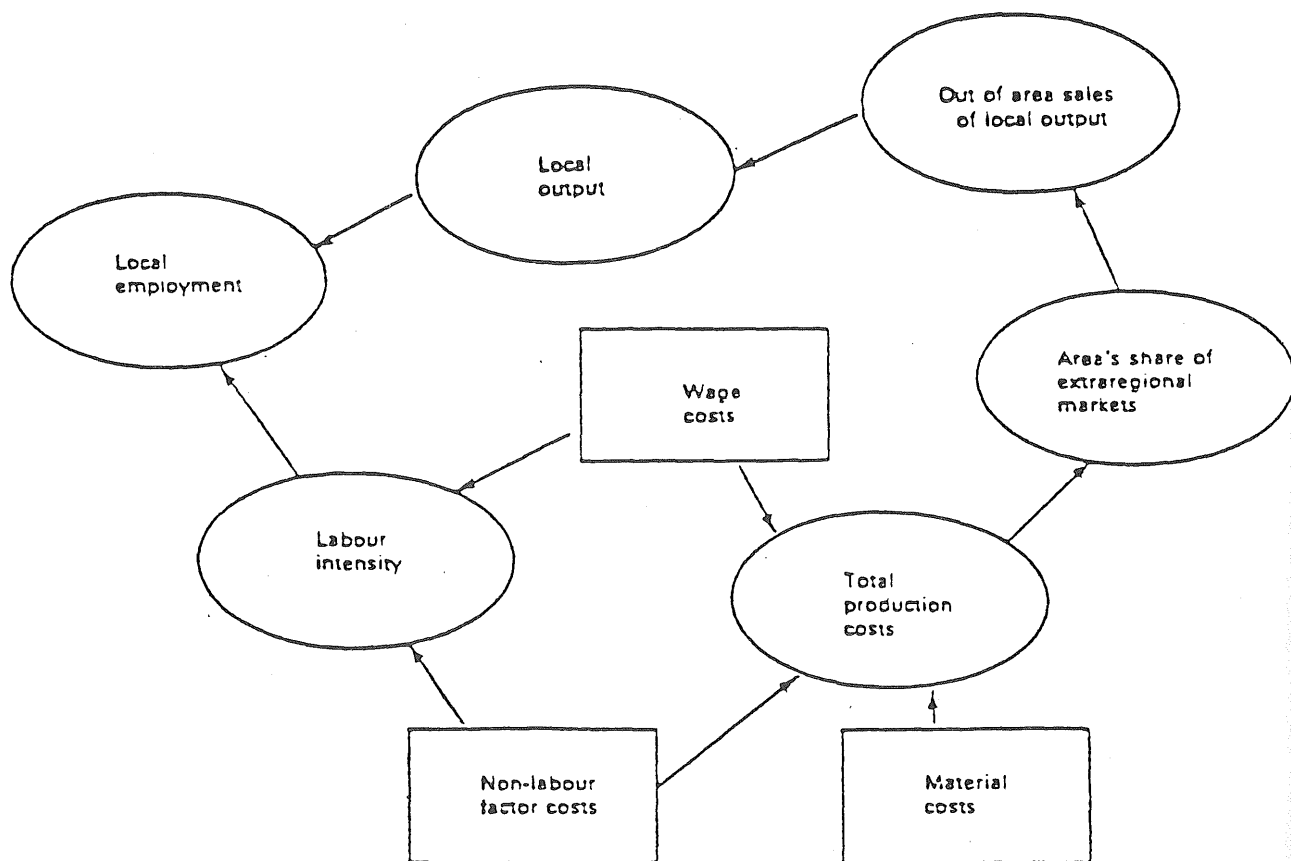 Out of area sales
of local output
Local
output
Local
employment
Area's share of
extraregional
markets
Wage
costs
Labour
intensity
Total
production
costs
Non-labour
factor costs
Material
costs